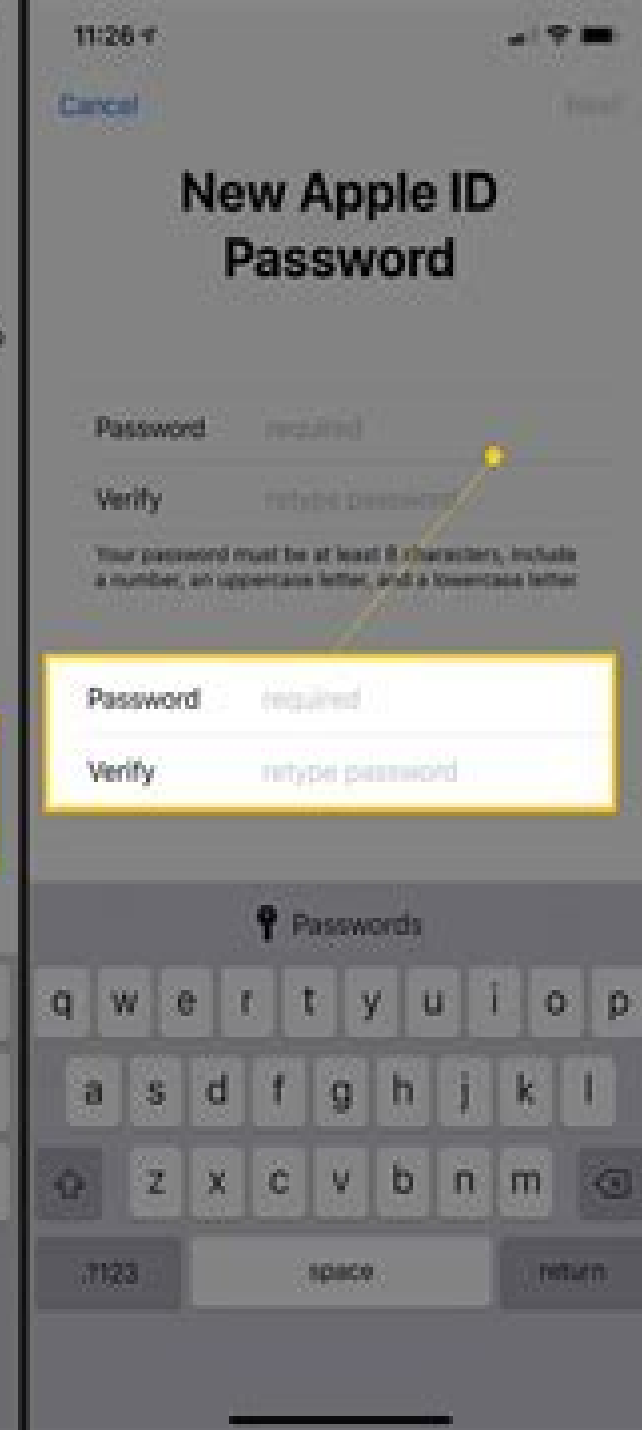 11:26
Cancel
Next
New Apple ID
Password
Password required
Verify retype password
Your password must be at least 8 characters, include
a number, an uppercase letter, and a lowercase letter
Password required
Verify retype password
Passwords
q w e r t y u i o p
a s d f g h j k l
z x c v b n m
.?123 space return